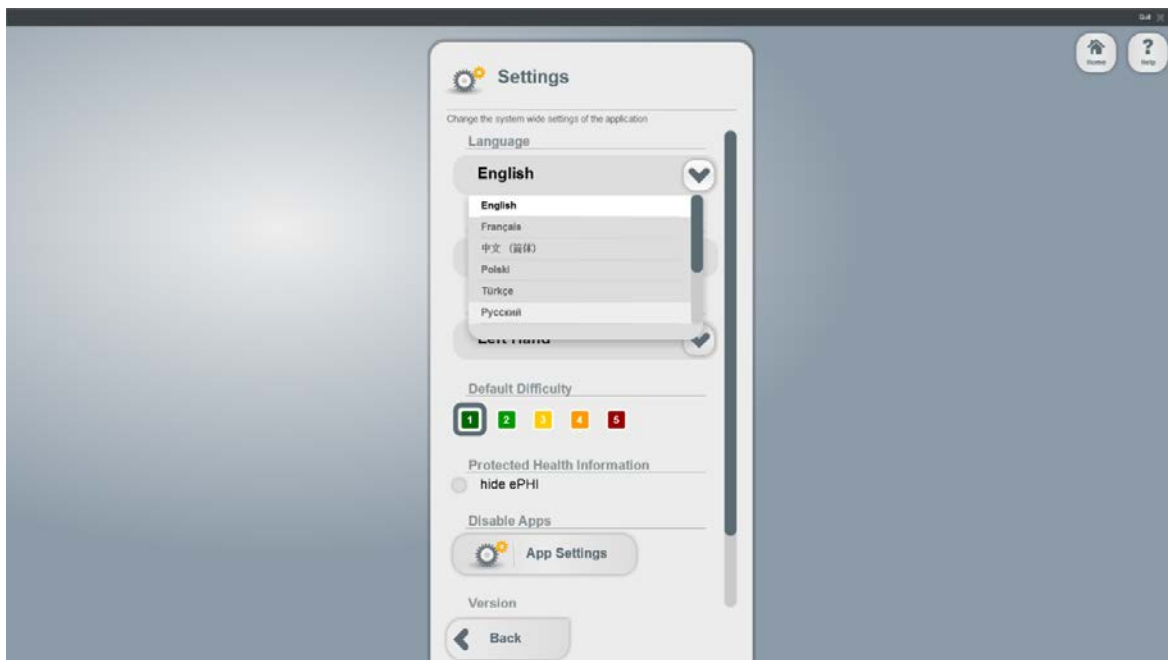 Home
Help
Settings
Change the system wide settings of the application
Language
English
English
Français
中文 (简体)
Polski
Türkçe
Русский
Left Hand
Default Difficulty
1 2 3 4 5
Protected Health Information
hide ePHI
Disable Apps
App Settings
Version
Back